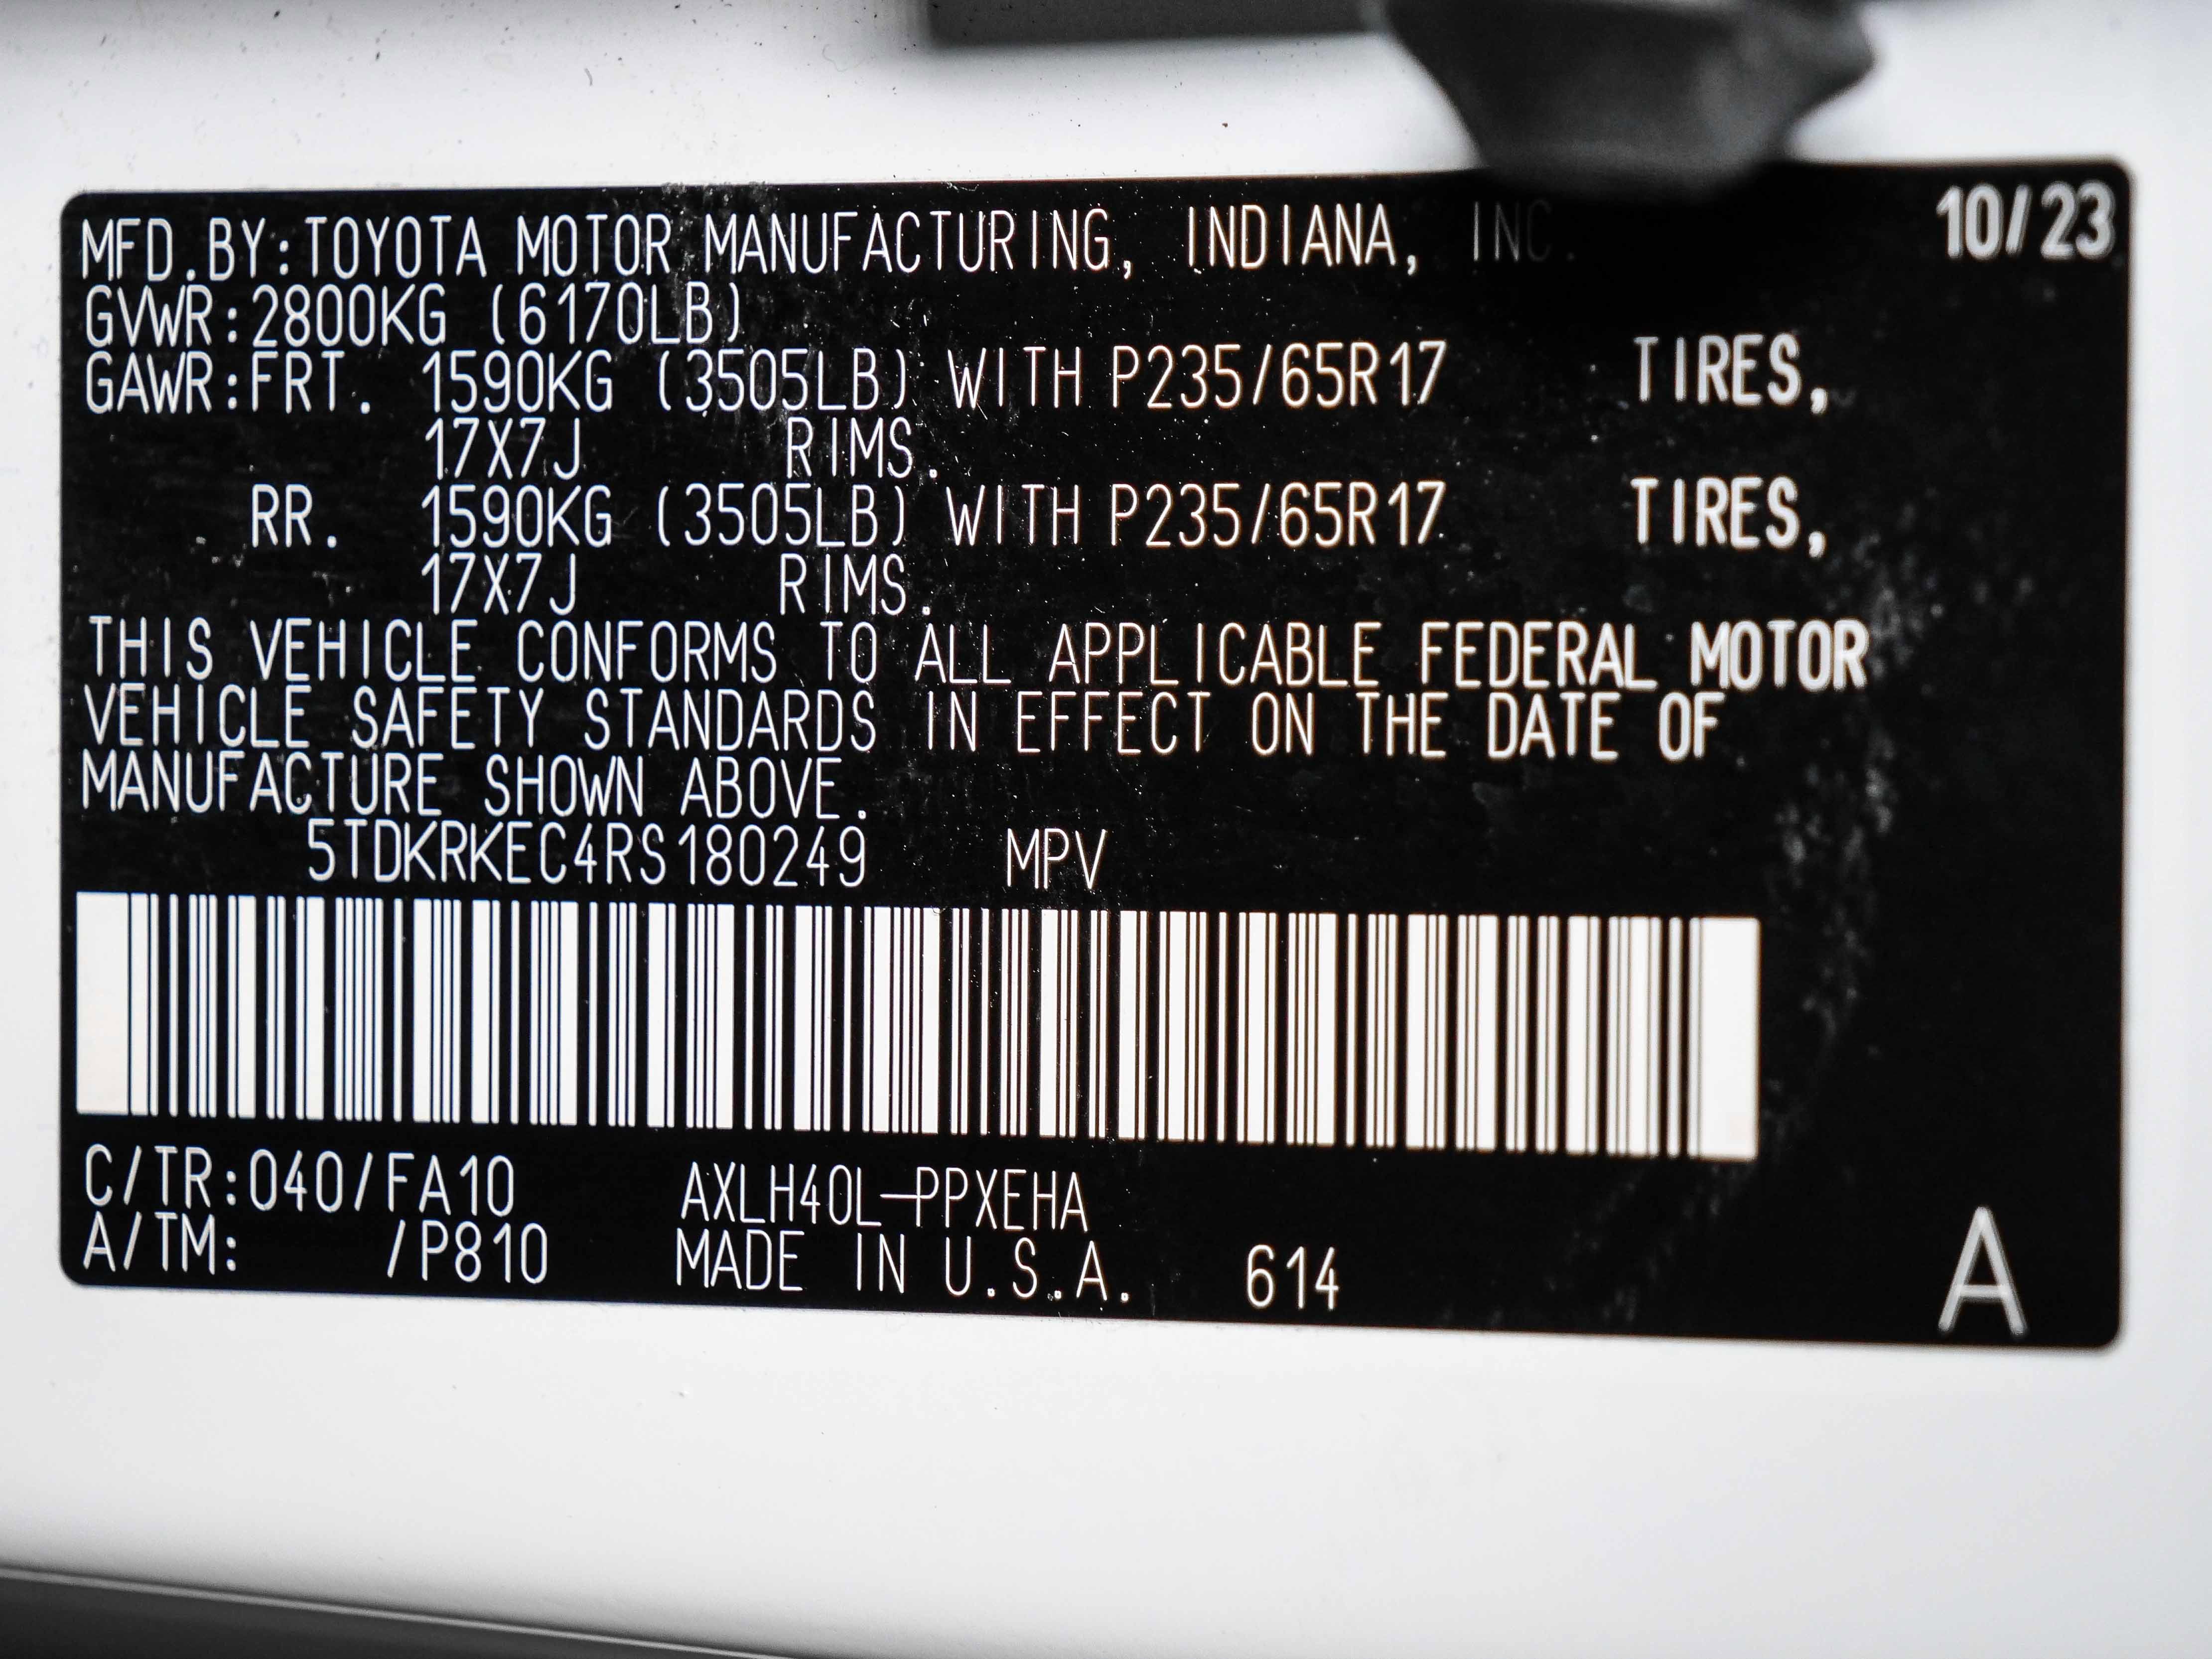 MFD.BY:TOYOTA MOTOR MANUFACTURING, INDIANA, INC. 10/23
GVWR:2800KG (6170LB)
GAWR:FRT. 1590KG (3505LB) WITH P235/65R17 TIRES,
17X7J RIMS.
RR. 1590KG (3505LB) WITH P235/65R17 TIRES,
17X7J RIMS.
THIS VEHICLE CONFORMS TO ALL APPLICABLE FEDERAL MOTOR
VEHICLE SAFETY STANDARDS IN EFFECT ON THE DATE OF
MANUFACTURE SHOWN ABOVE.
5TDKRKEC4RS180249 MPV
C/TR:040/FA10 AXLH40L-PPXEHA
A/TM: /P810 MADE IN U.S.A. 614 A